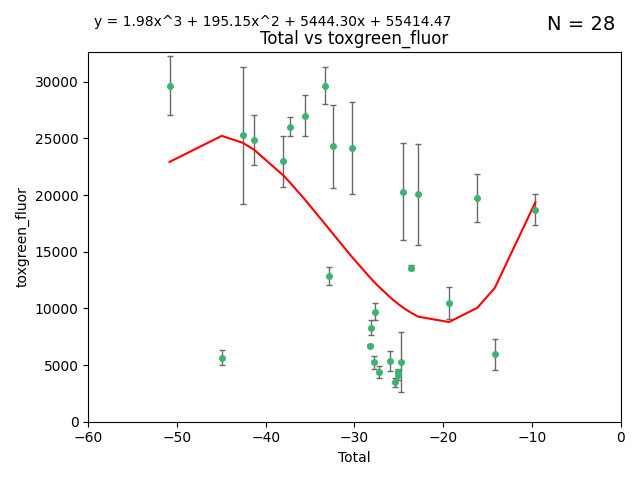 y = 1.98x^3 + 195.15x^2 + 5444.30x + 55414.47
N = 28
Total vs toxgreen_fluor
30000
25000
20000
15000
10000
5000
0
toxgreen_fluor
−60 −50 −40 −30 −20 −10 0
Total